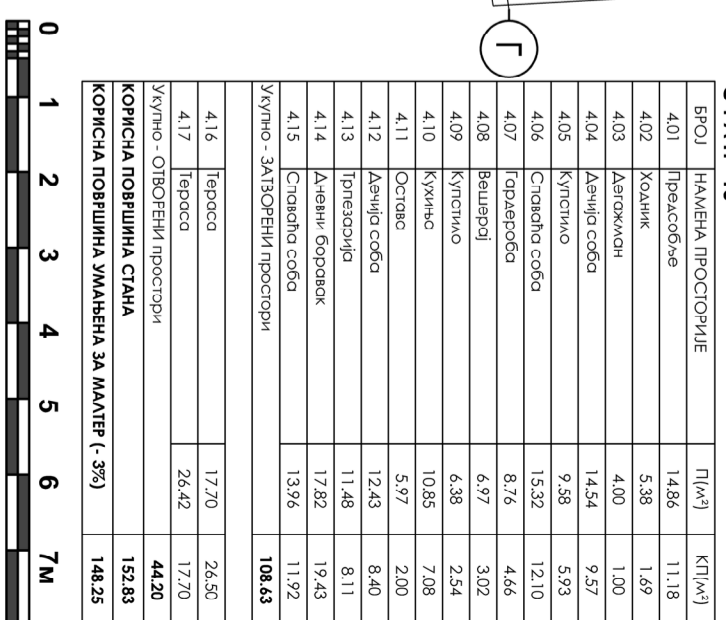 Г
БРОЈ НАМЕНА ПРОСТОРИЈЕ П(м²) КП(м²)
4.01 Предсобље 14.86 11.18
4.02 Ходник 5.38 1.69
4.03 Дегажман 4.00 1.00
4.04 Дечија соба 14.54 9.57
4.05 Купатило 9.58 5.93
4.06 Спаваћа соба 15.32 12.10
4.07 Гардероба 8.76 4.66
4.08 Вешерај 6.97 3.02
4.09 Купатило 6.38 2.54
4.10 Кухиња 10.85 7.08
4.11 Остава 5.97 2.00
4.12 Дечија соба 12.43 8.40
4.13 Трпезарија 11.48 8.11
4.14 Дневни боравак 17.82 19.43
4.15 Спаваћа соба 13.96 11.92
Укупно - ЗАТВОРЕНИ простори 108.63
4.16 Тераса 17.70 26.50
4.17 Тераса 26.42 17.70
Укупно - ОТВОРЕНИ простори 44.20
КОРИСНА ПОВРШИНА СТАНА 152.83
КОРИСНА ПОВРШИНА УМАЊЕНА ЗА МАЛТЕР (- 3%) 148.25
0 1 2 3 4 5 6 7м